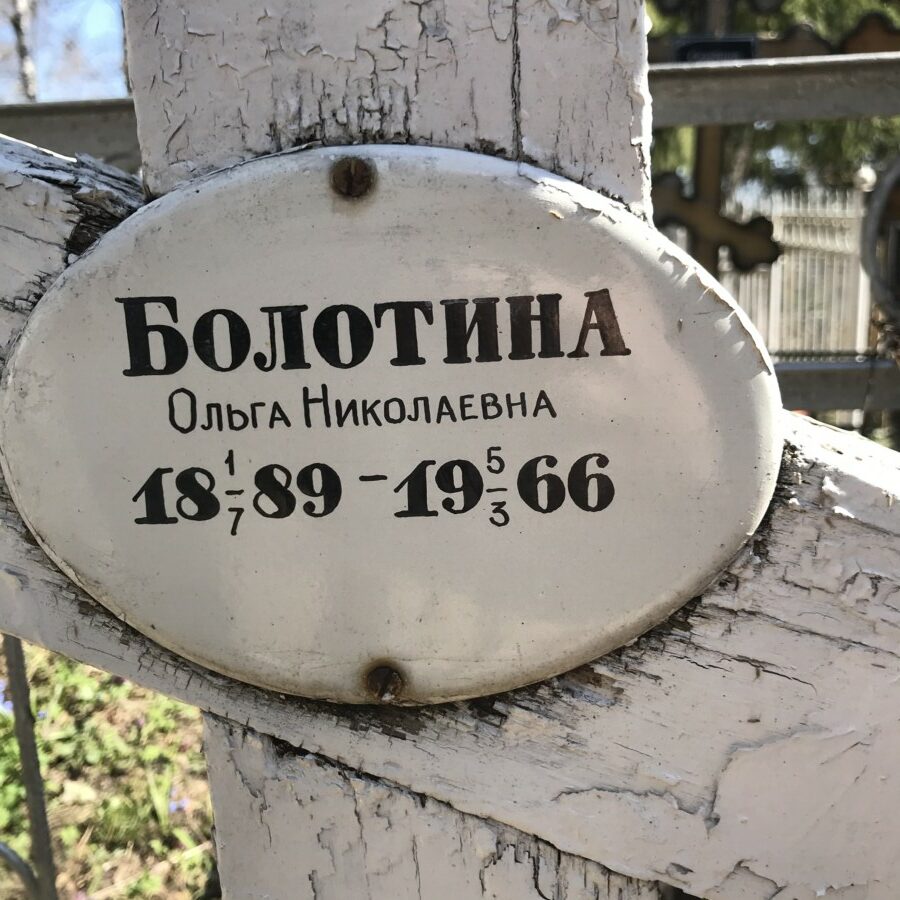 БОЛОТИНА
ОЛЬГА НИКОЛАЕВНА
18 1/7 89 - 19 5/3 66